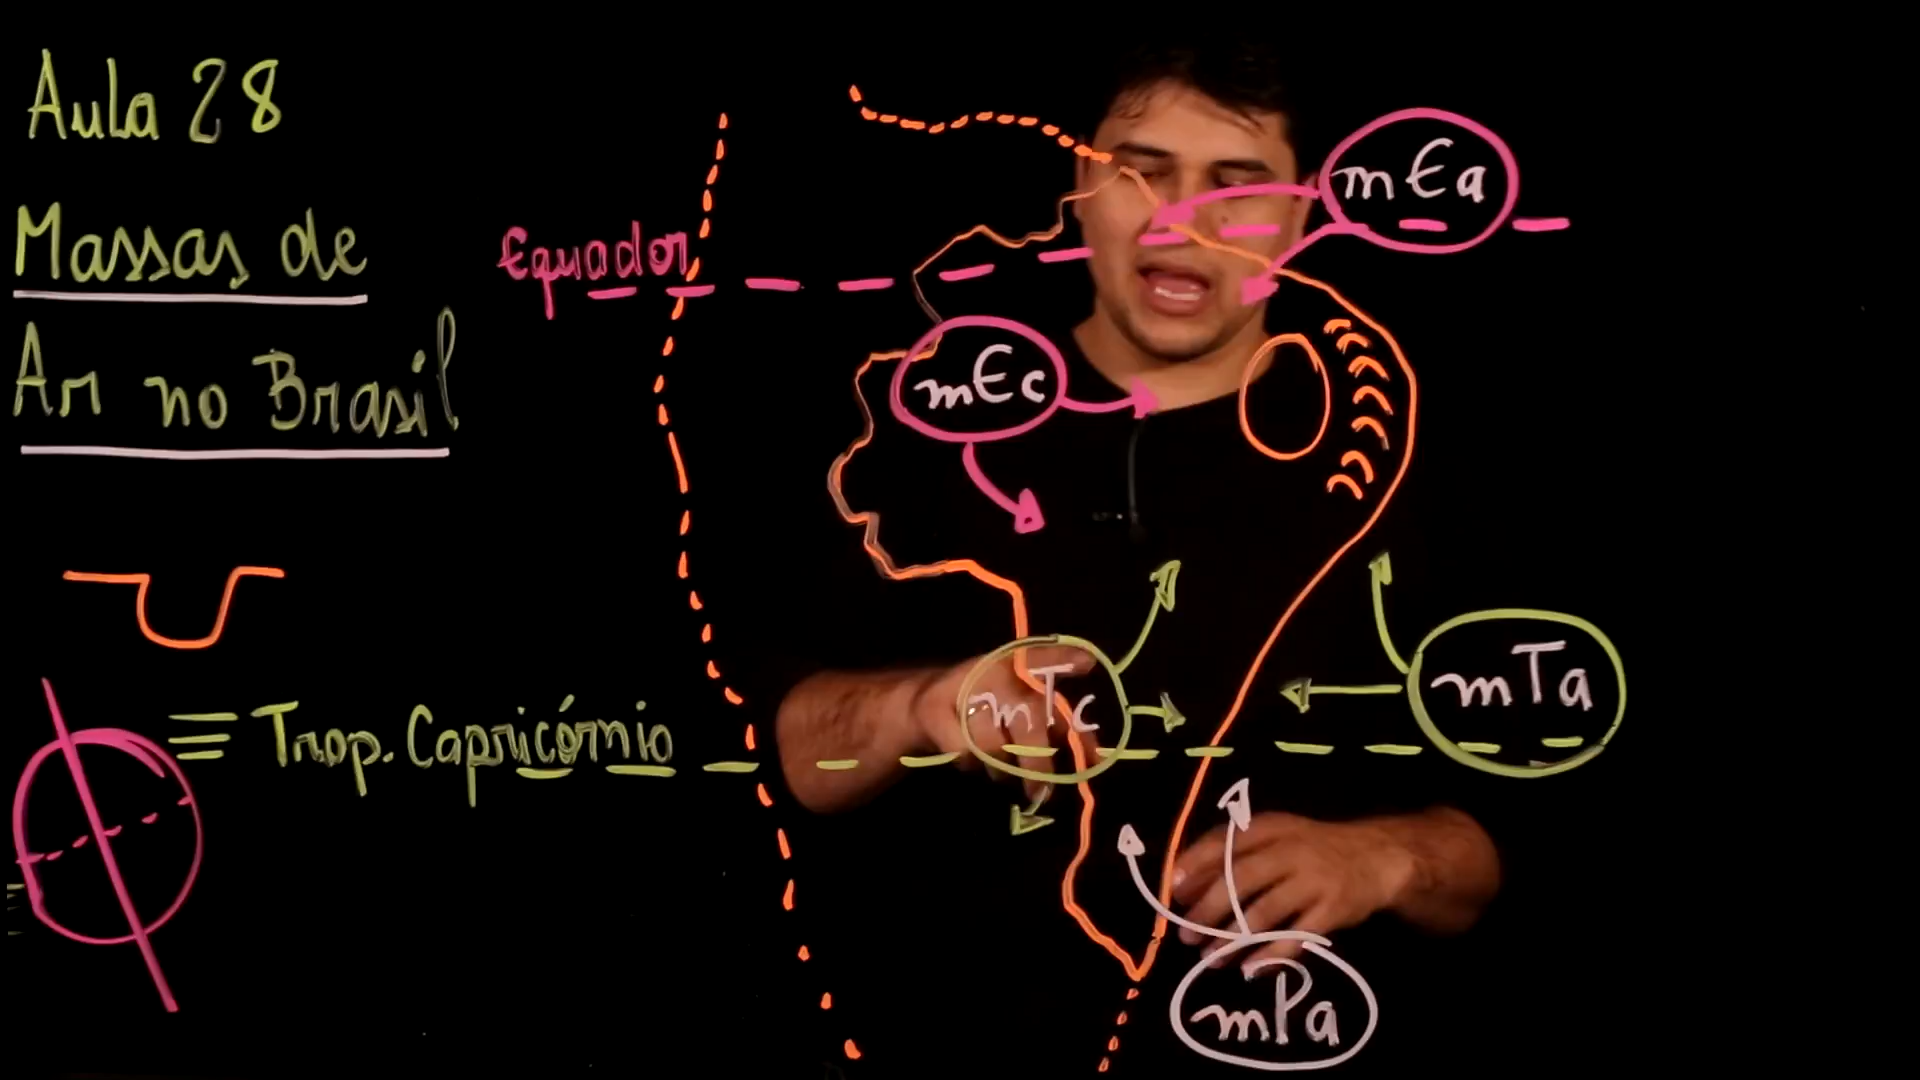 Aula 28
Massas de
Ar no Brasil
Equador
mEa
mEc
mTc
mTa
Trop. Capricórnio
mPa